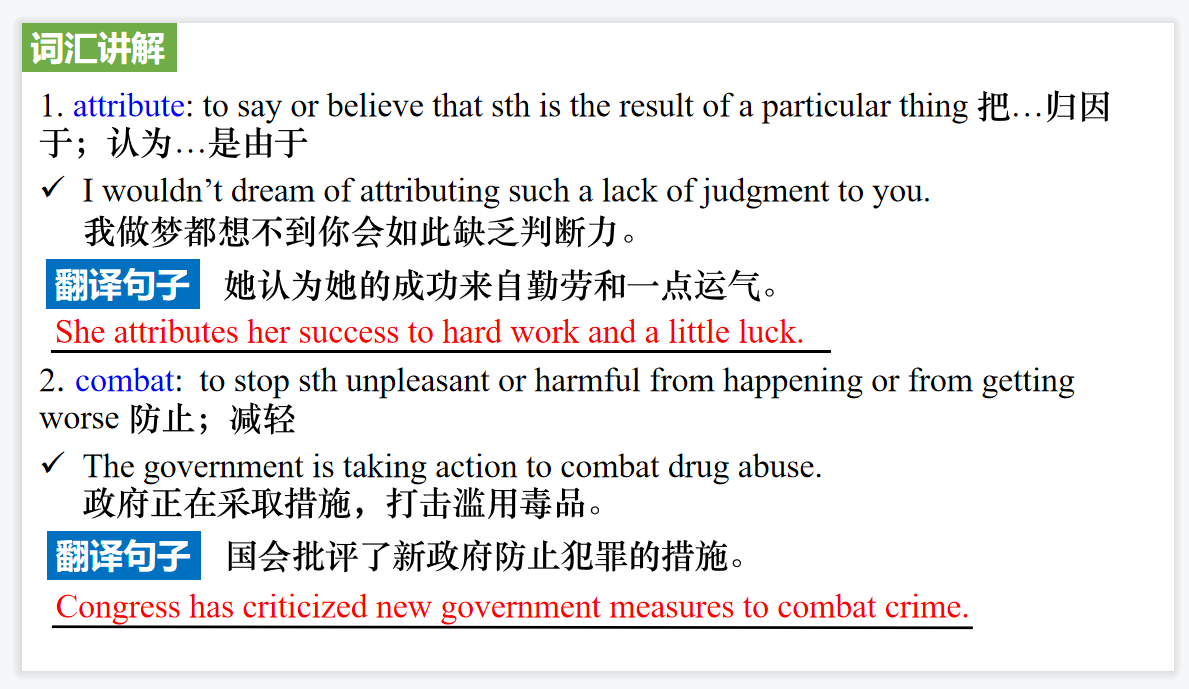 词汇讲解
1. attribute: to say or believe that sth is the result of a particular thing 把…归因
于；认为…是由于
✓ I wouldn’t dream of attributing such a lack of judgment to you.
我做梦都想不到你会如此缺乏判断力。
翻译句子 她认为她的成功来自勤劳和一点运气。
She attributes her success to hard work and a little luck.
2. combat: to stop sth unpleasant or harmful from happening or from getting
worse 防止；减轻
✓ The government is taking action to combat drug abuse.
政府正在采取措施，打击滥用毒品。
翻译句子 国会批评了新政府防止犯罪的措施。
Congress has criticized new government measures to combat crime.